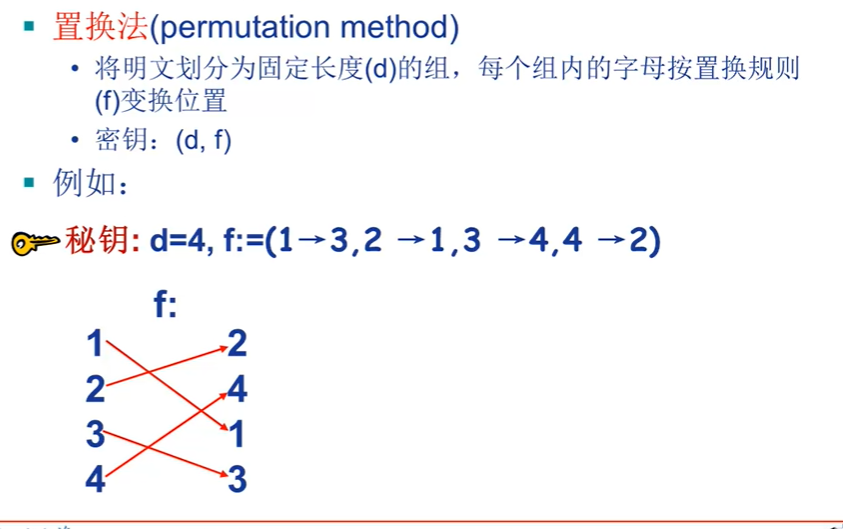 置换法(permutation method)
将明文划分为固定长度(d)的组，每个组内的字母按置换规则
(f)变换位置
密钥：(d, f)
例如：
秘钥: d=4, f:=(1→3,2 →1,3 →4,4 →2)
f:
1 2
2 4
3 1
4 3